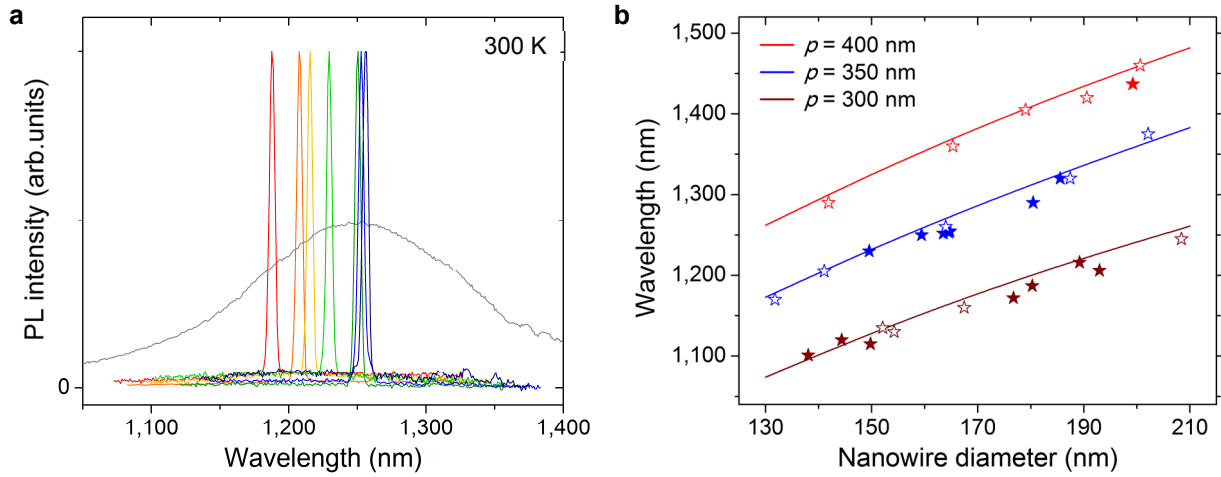 a
300 K
PL intensity (arb.units)
0
1,100
1,200
1,300
1,400
Wavelength (nm)
b
p = 400 nm
p = 350 nm
p = 300 nm
Wavelength (nm)
1,500
1,400
1,300
1,200
1,100
130
150
170
190
210
Nanowire diameter (nm)